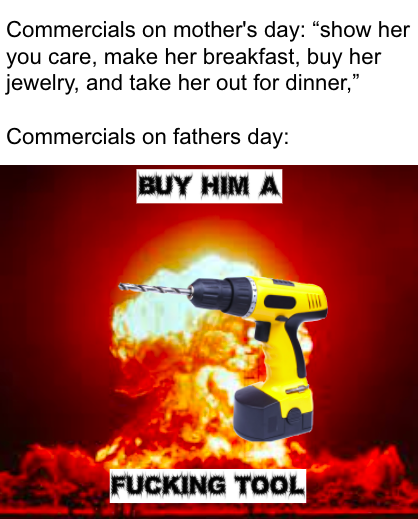 Commercials on mother's day: “show her
you care, make her breakfast, buy her
jewelry, and take her out for dinner,”
Commercials on fathers day:
BUY HIM A
FUCKING TOOL